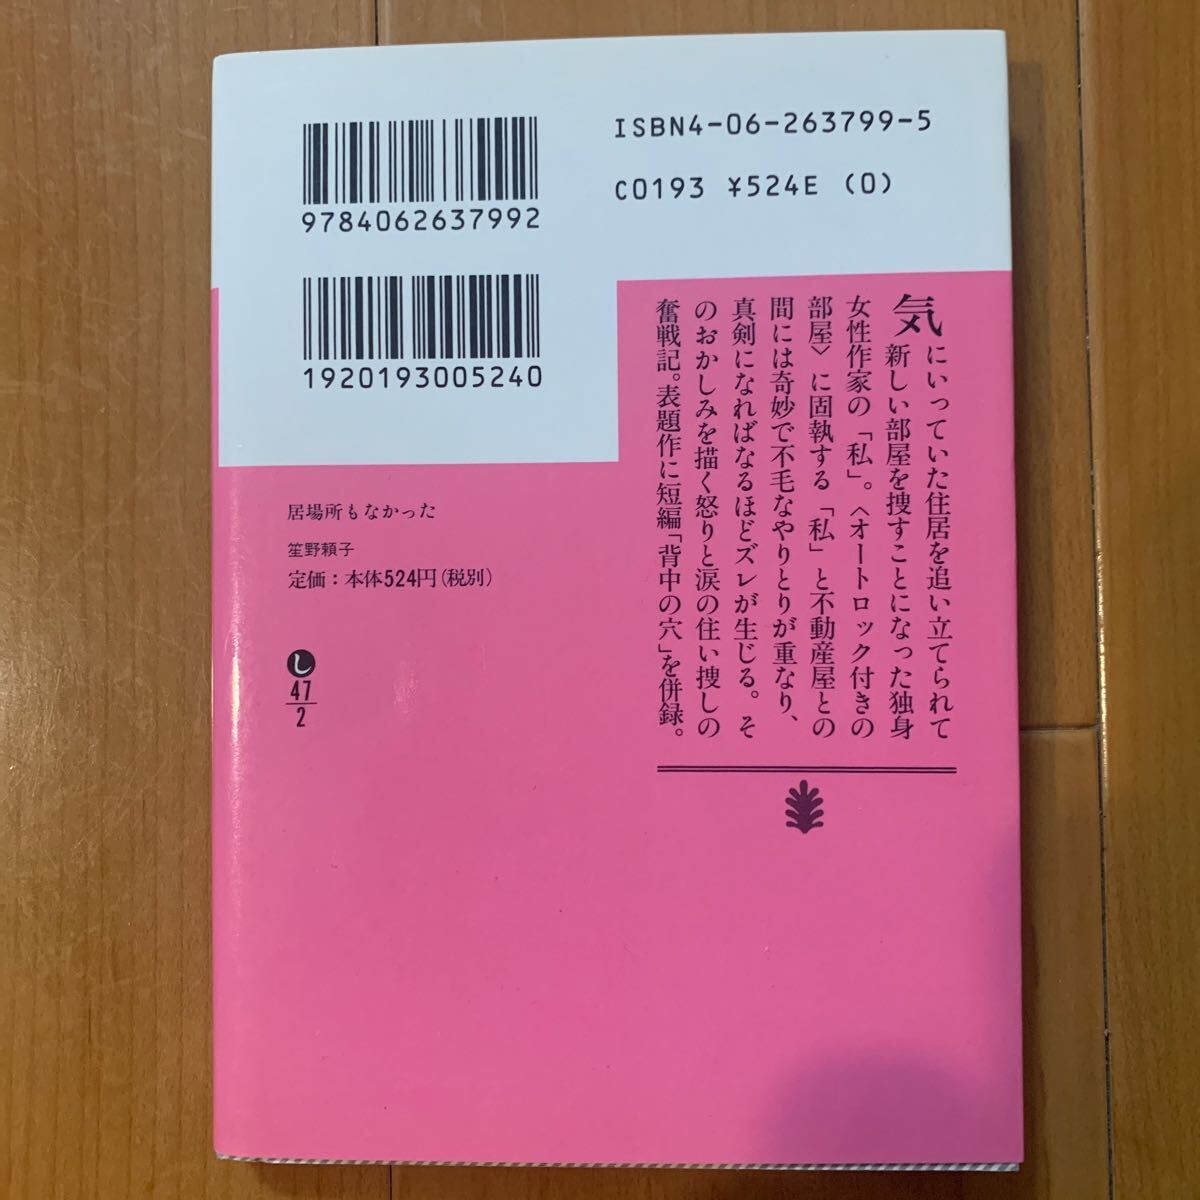 ISBN4-06-263799-5
C0193 ¥524E (0)
9784062637992
1920193005240
気にいっていた住居を追い立てられて
新しい部屋を捜すことになった独身
女性作家の「私」。〈オートロック付きの
部屋〉に固執する「私」と不動産屋との
間には奇妙で不毛なやりとりが重なり、
真剣になればなるほどズレが生じる。そ
のおかしみを描く怒りと涙の住い捜しの
奮戦記。表題作に短編「背中の穴」を併録。
居場所もなかった
笙野頼子
定価：本体524円（税別）
し
47
2